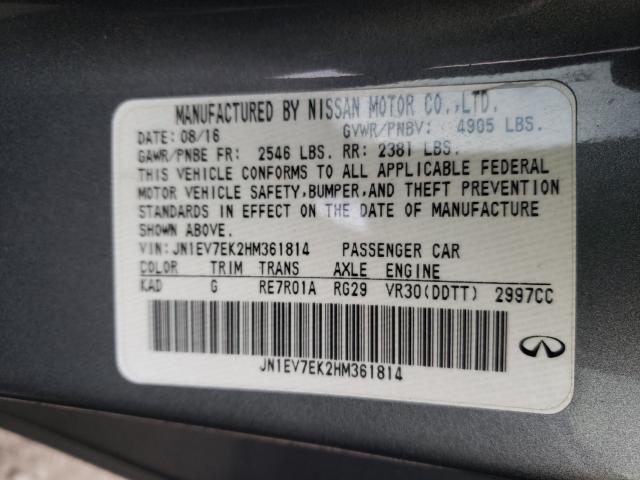 MANUFACTURED BY NISSAN MOTOR CO.,LTD.
DATE: 08/16 GVWR/PNBV: 4905 LBS.
GAWR/PNBE FR: 2546 LBS. RR: 2381 LBS.
THIS VEHICLE CONFORMS TO ALL APPLICABLE FEDERAL
MOTOR VEHICLE SAFETY,BUMPER,AND THEFT PREVENTION
STANDARDS IN EFFECT ON THE DATE OF MANUFACTURE
SHOWN ABOVE.
VIN: JN1EV7EK2HM361814 PASSENGER CAR
COLOR TRIM TRANS AXLE ENGINE
KAD G RE7R01A RG29 VR30(DDTT) 2997CC
JN1EV7EK2HM361814